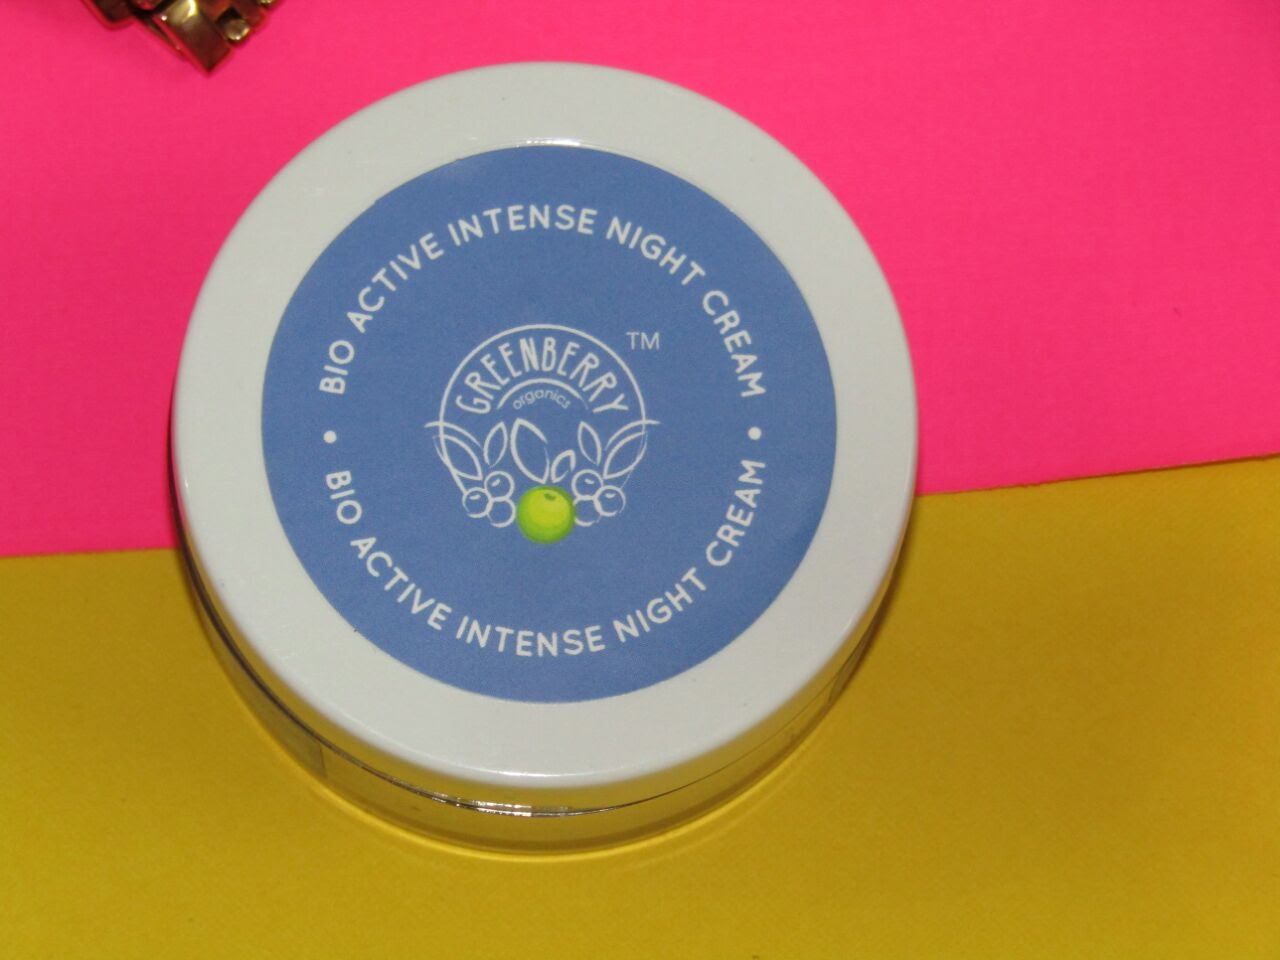 BIO ACTIVE INTENSE NIGHT CREAM
GREENBERRY
organics
TM
BIO ACTIVE INTENSE NIGHT CREAM